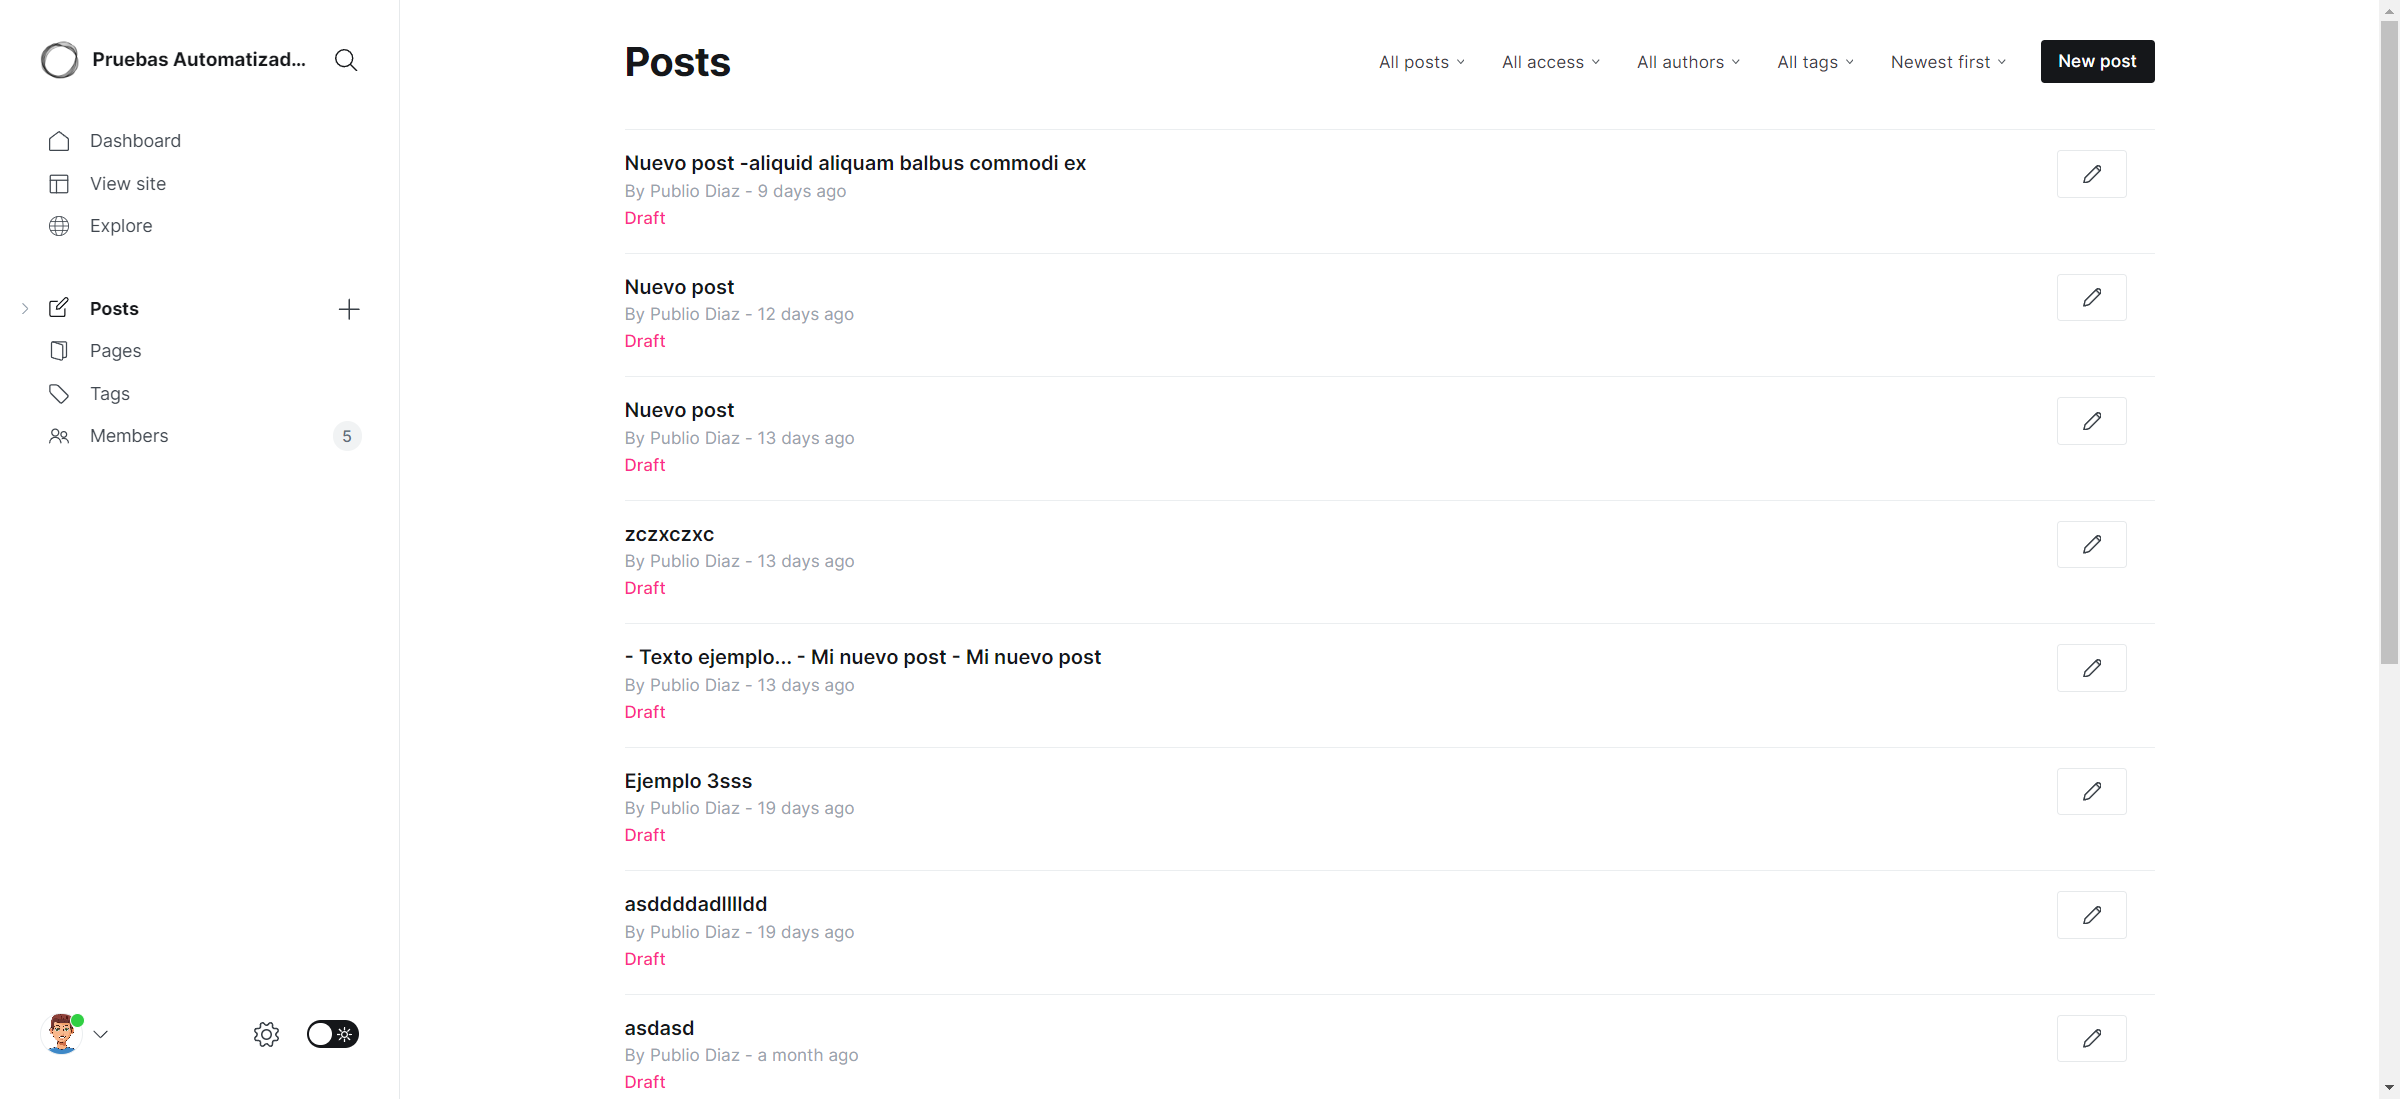 Pruebas Automatizad...
Dashboard
View site
Explore
Posts
Pages
Tags
Members
5
Posts
All posts
All access
All authors
All tags
Newest first
New post
Nuevo post -aliquid aliquam balbus commodi ex
By Publio Diaz - 9 days ago
Draft
Nuevo post
By Publio Diaz - 12 days ago
Draft
Nuevo post
By Publio Diaz - 13 days ago
Draft
zczxczxc
By Publio Diaz - 13 days ago
Draft
- Texto ejemplo... - Mi nuevo post - Mi nuevo post
By Publio Diaz - 13 days ago
Draft
Ejemplo 3sss
By Publio Diaz - 19 days ago
Draft
asddddadlllldd
By Publio Diaz - 19 days ago
Draft
asdasd
By Publio Diaz - a month ago
Draft